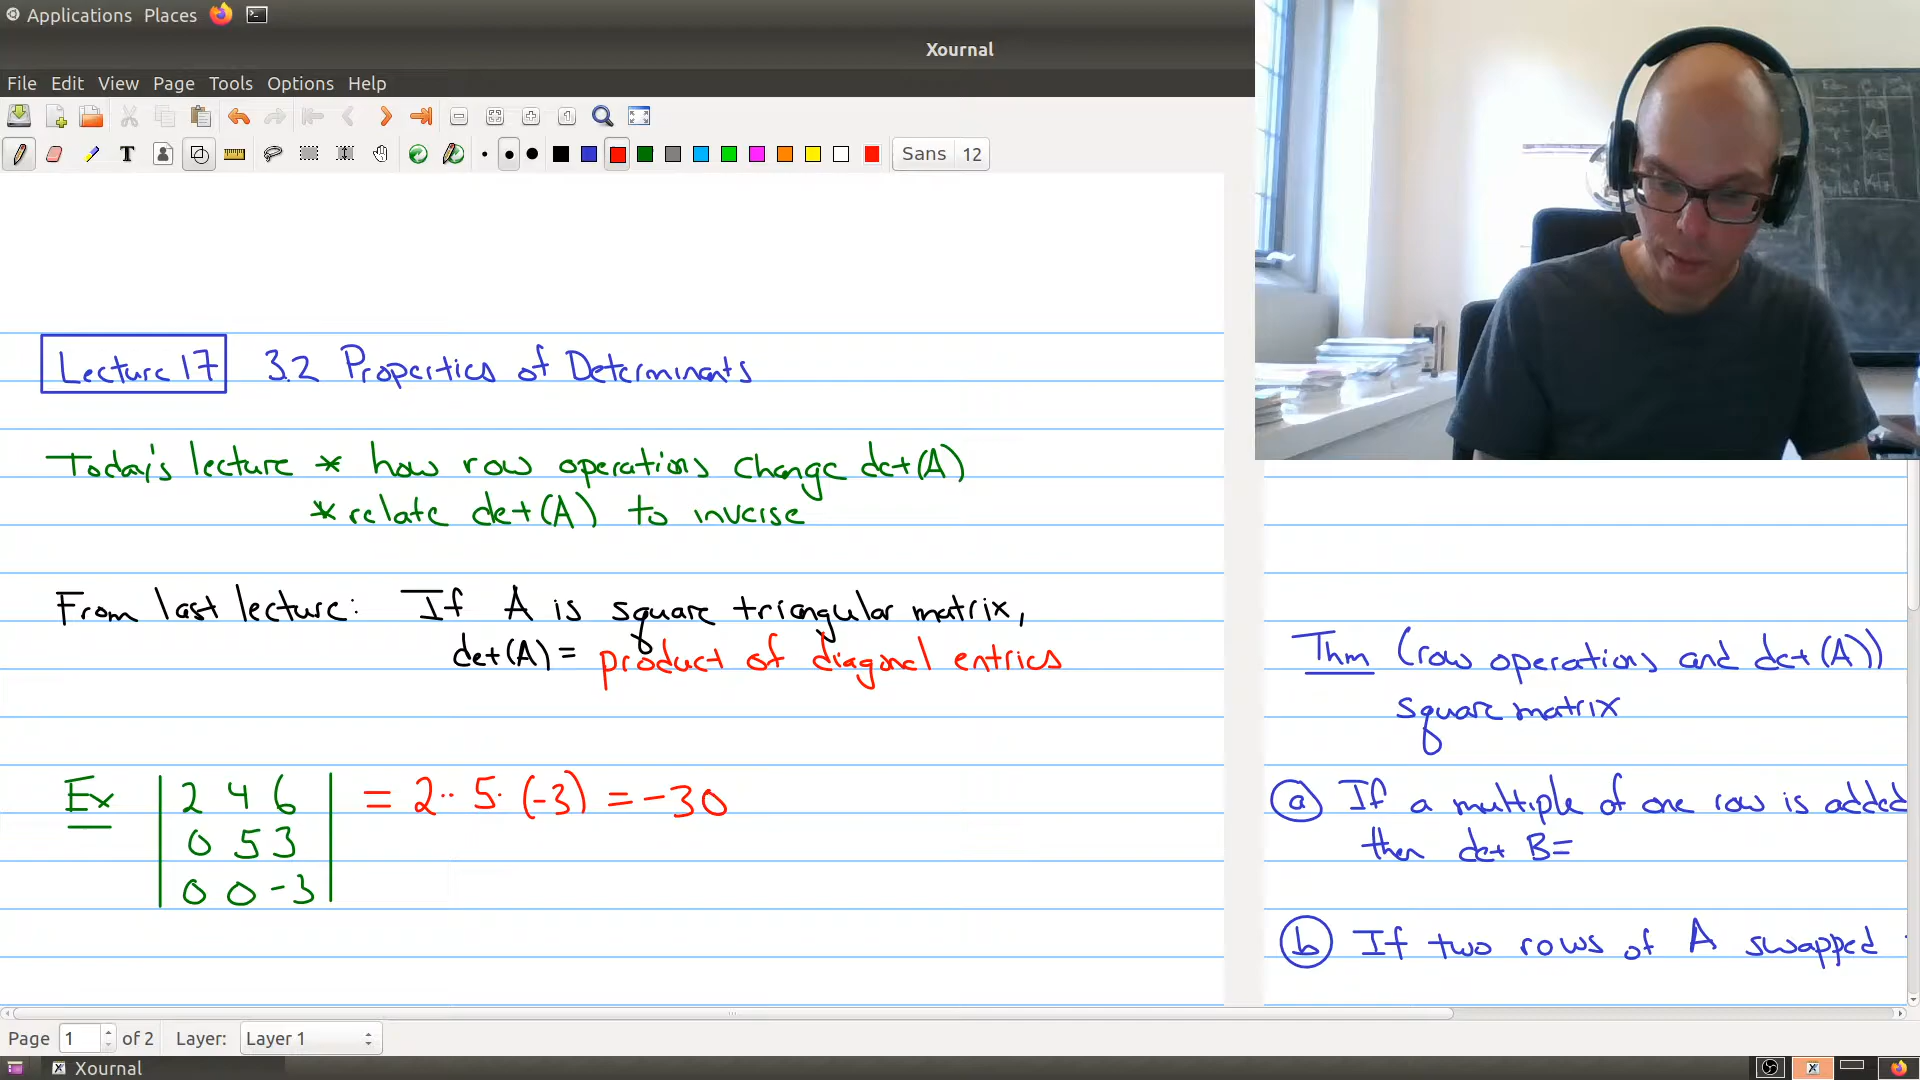 Applications Places
Xournal
File Edit View Page Tools Options Help
T Sans 12
Lecture 17 3.2 Properties of Determinants
Today's lecture * how row operations change det(A)
* relate det(A) to inverse
From last lecture: If A is square triangular matrix,
det(A) = product of diagonal entries
Ex | 2 4 6 | = 2 · 5 · (-3) = -30
0 5 3
0 0 -3
Thm (row operations and det(A))
square matrix
(a) If a multiple of one row is added
then det B=
(b) If two rows of A swapped
Page 1 of 2 Layer: Layer 1
Xournal